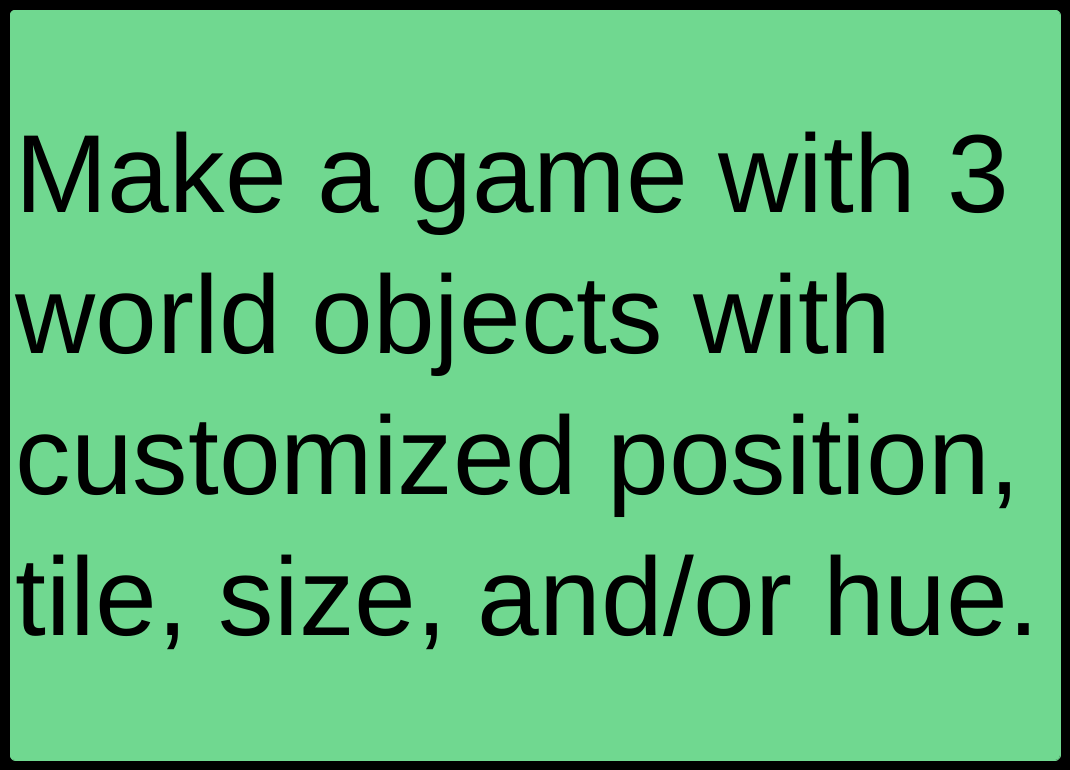 Make a game with 3
world objects with
customized position,
tile, size, and/or hue.